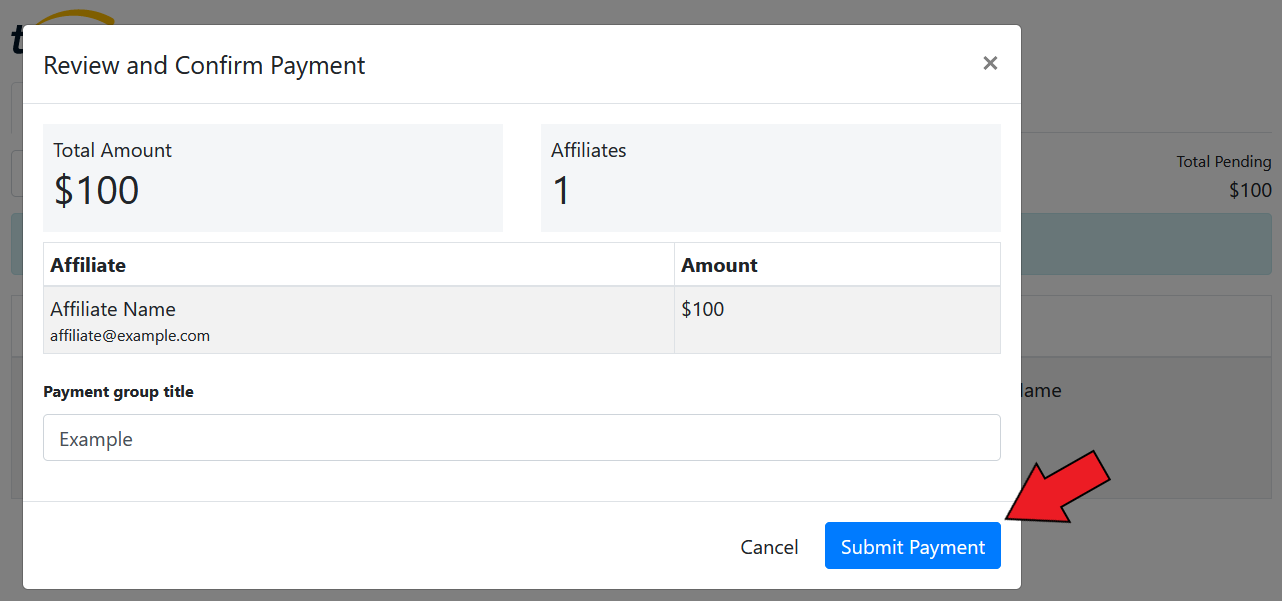 Review and Confirm Payment ×
Total Amount
$100
Affiliates
1
Affiliate Amount
Affiliate Name $100
affiliate@example.com
Payment group title
Example
Cancel Submit Payment
Total Pending
$100